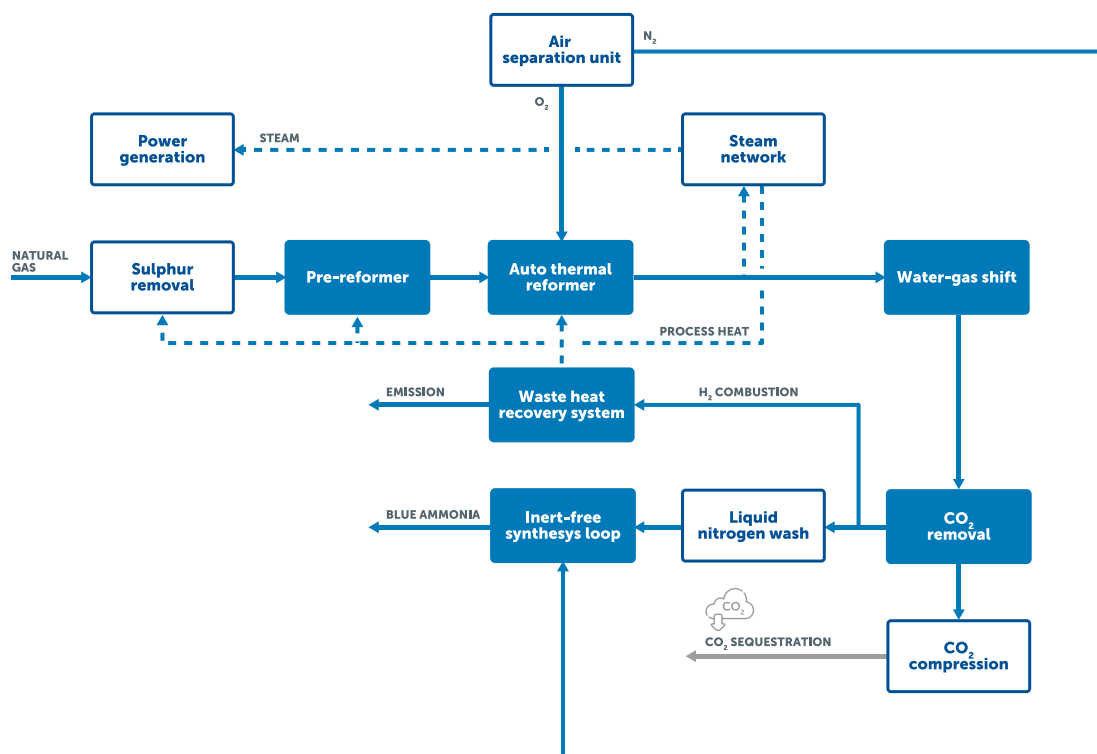 Air
separation unit
N₂
O₂
Power
generation
STEAM
Steam
network
NATURAL
GAS
Sulphur
removal
Pre-reformer
Auto thermal
reformer
Water-gas shift
PROCESS HEAT
EMISSION
Waste heat
recovery system
H₂ COMBUSTION
BLUE AMMONIA
Inert-free
synthesys loop
Liquid
nitrogen wash
CO₂
removal
CO₂
CO₂ SEQUESTRATION
CO₂
compression